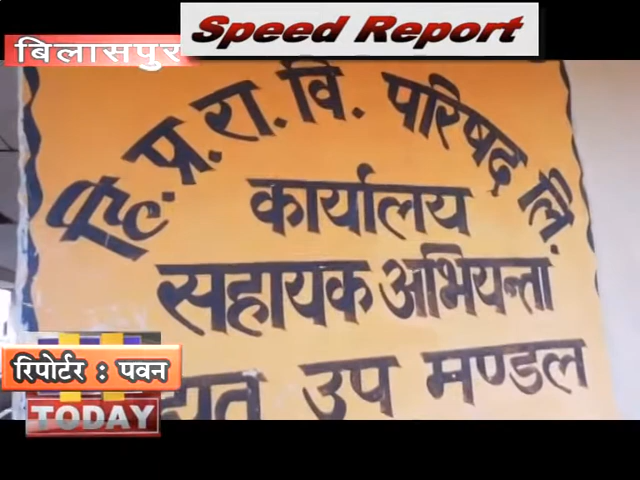 Speed Report
बिलासपुर
हि.प्र.रा.वि. परिषद लि.
कार्यालय
सहायक अभियन्ता
उप मण्डल
रिपोर्टर : पवन
TODAY